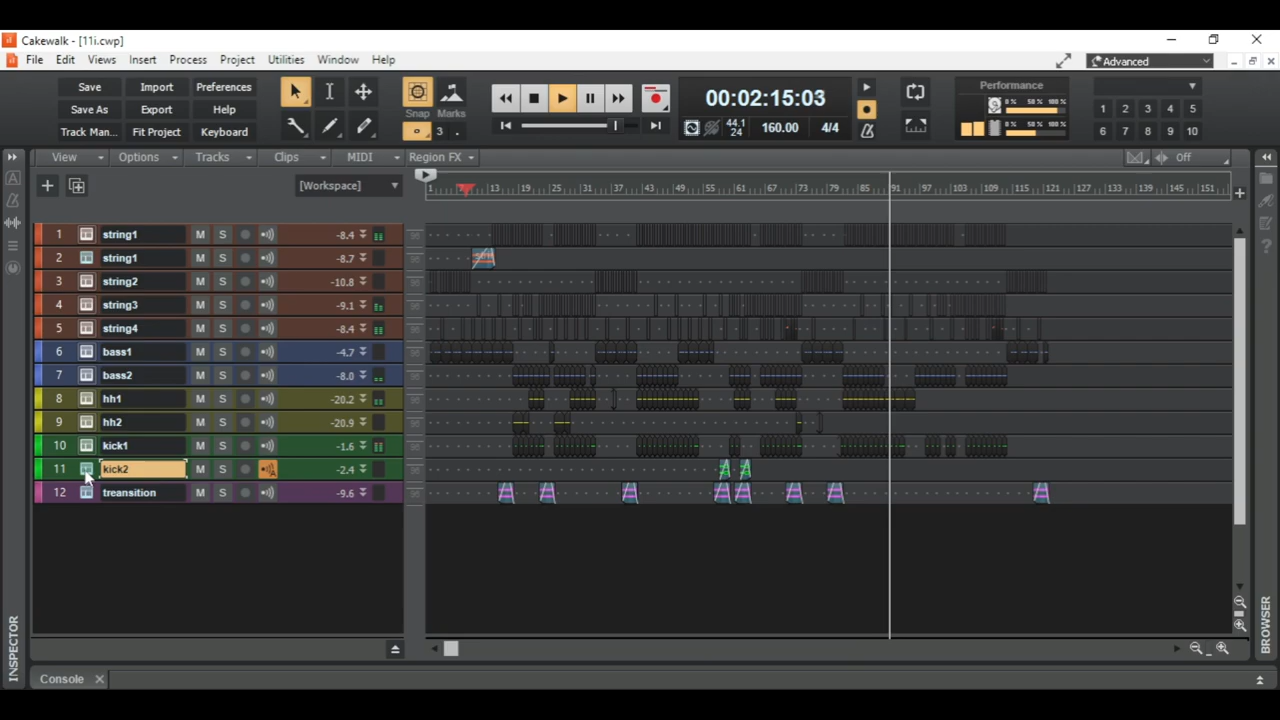 Cakewalk - [11i.cwp]
File Edit Views Insert Process Project Utilities Window Help
Advanced
Save Import Preferences
Save As Export Help
Track Man... Fit Project Keyboard
Snap Marks
3
00:02:15:03
44.1 24 160.00 4/4
Performance
0 % 50 % 100 %
0 % 50 % 100 %
1 2 3 4 5
6 7 8 9 10
View Options Tracks Clips MIDI Region FX Off
[Workspace]
1 13 19 25 31 37 43 49 55 61 67 73 79 85 91 97 103 109 115 121 127 133 139 145 151
1 string1 M S -8.4
2 string1 M S -8.7
3 string2 M S -10.8
4 string3 M S -9.1
5 string4 M S -8.4
6 bass1 M S -4.7
7 bass2 M S -8.0
8 hh1 M S -20.2
9 hh2 M S -20.9
10 kick1 M S -1.6
11 kick2 M S -2.4
12 treansition M S -9.6
INSPECTOR
BROWSER
Console